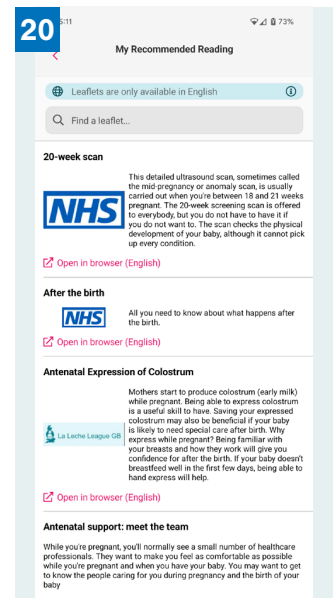 20
5:11
73%
My Recommended Reading
Leaflets are only available in English
Find a leaflet...
20-week scan
This detailed ultrasound scan, sometimes called
the mid-pregnancy or anomaly scan, is usually
carried out when you're between 18 and 21 weeks
pregnant. The 20-week screening scan is offered
to everybody, but you do not have to have it if
you do not want to. The scan checks the physical
development of your baby, although it cannot pick
up every condition.
NHS
Open in browser (English)
After the birth
NHS
All you need to know about what happens after
the birth.
Open in browser (English)
Antenatal Expression of Colostrum
Mothers start to produce colostrum (early milk)
while pregnant. Being able to express colostrum
is a useful skill to have. Saving your expressed
colostrum may also be beneficial if your baby
is likely to need special care after birth. Why
express while pregnant? Being familiar with
your breasts and how they work will give you
confidence for after the birth. If your baby doesn't
breastfeed well in the first few days, being able to
hand express will help.
La Leche League GB
Open in browser (English)
Antenatal support: meet the team
While you're pregnant, you'll normally see a small number of healthcare
professionals. They want to make you feel as comfortable as possible
while you're pregnant and when you have your baby. You may want to get
to know the people caring for you during pregnancy and the birth of your
baby